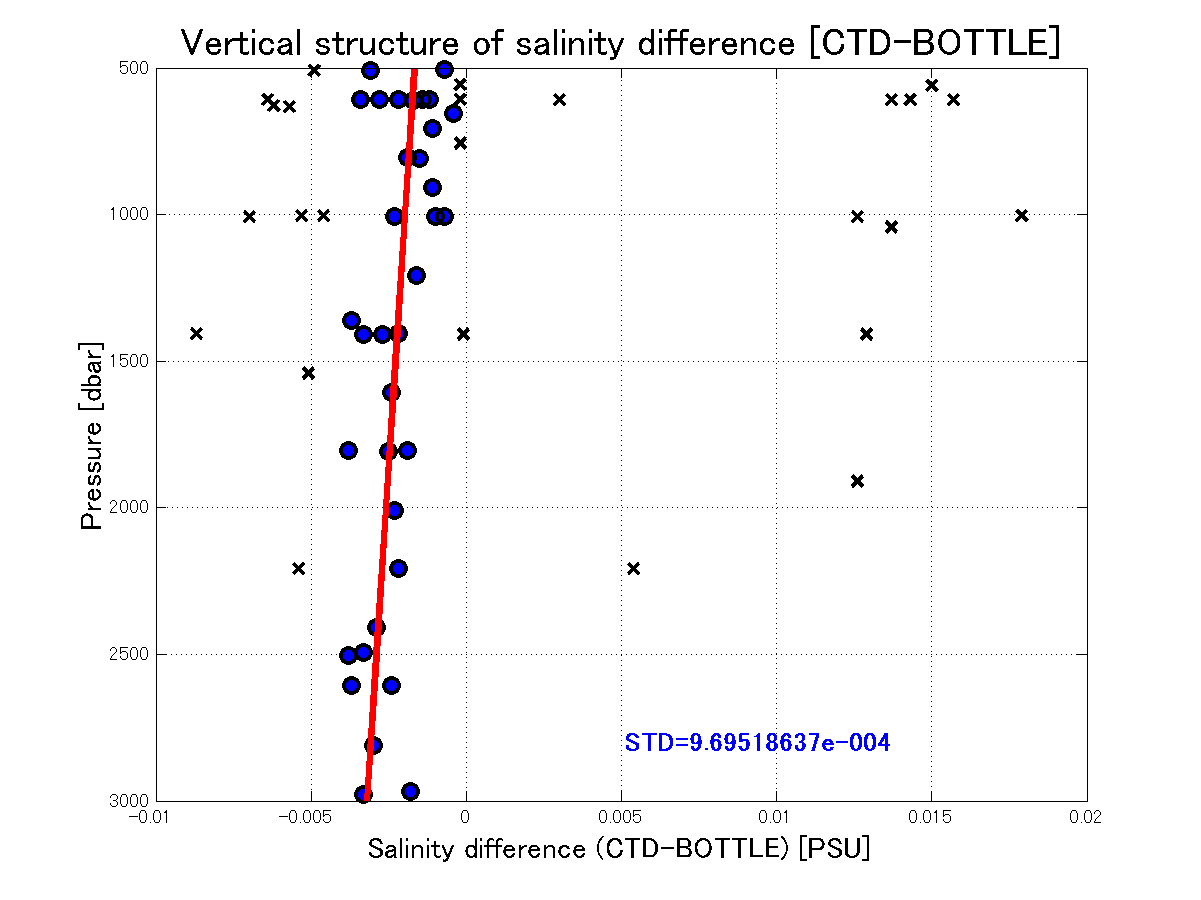 Vertical structure of salinity difference [CTD-BOTTLE]
500
1000
1500
2000
2500
3000
Pressure [dbar]
STD=9.69518637e-004
-0.01 -0.005 0 0.005 0.01 0.015 0.02
Salinity difference (CTD-BOTTLE) [PSU]